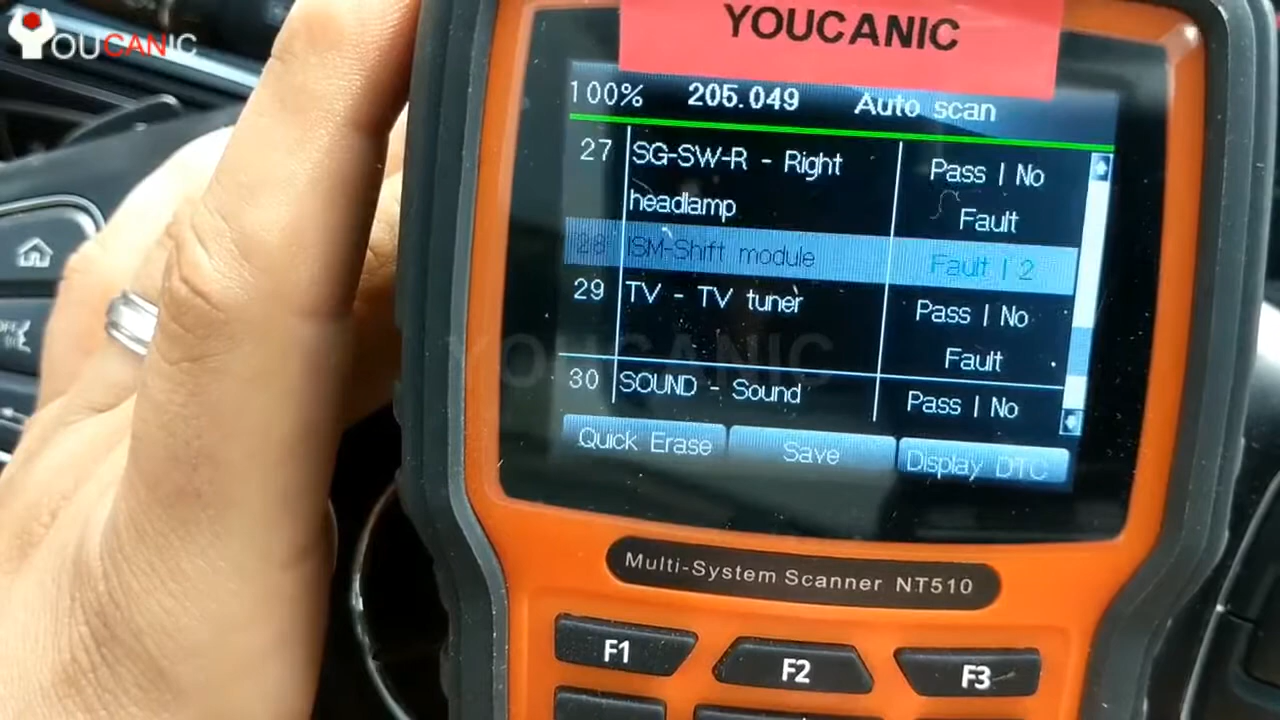 YOUCANIC
YOUCANIC
100% 205.049 Auto scan
27 SG-SW-R - Right headlamp Pass | No Fault
28 ISM-Shift module Fault | 2
29 TV - TV tuner Pass | No Fault
30 SOUND - Sound Pass | No
Quick Erase Save Display DTC
YOUCANIC
Multi-System Scanner NT510
F1 F2 F3